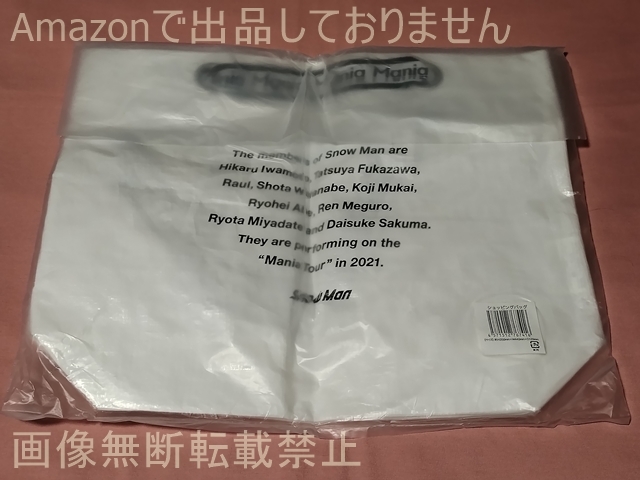 Amazonで出品しておりません
Mania Mania
The members of Snow Man are
Hikaru Iwamoto, Tatsuya Fukazawa,
Raul, Shota Watanabe, Koji Mukai,
Ryohei Abe, Ren Meguro,
Ryota Miyadate and Daisuke Sakuma.
They are performing on the
“Mania Tour” in 2021.
Snow Man
ショッピングバッグ
画像無断転載禁止